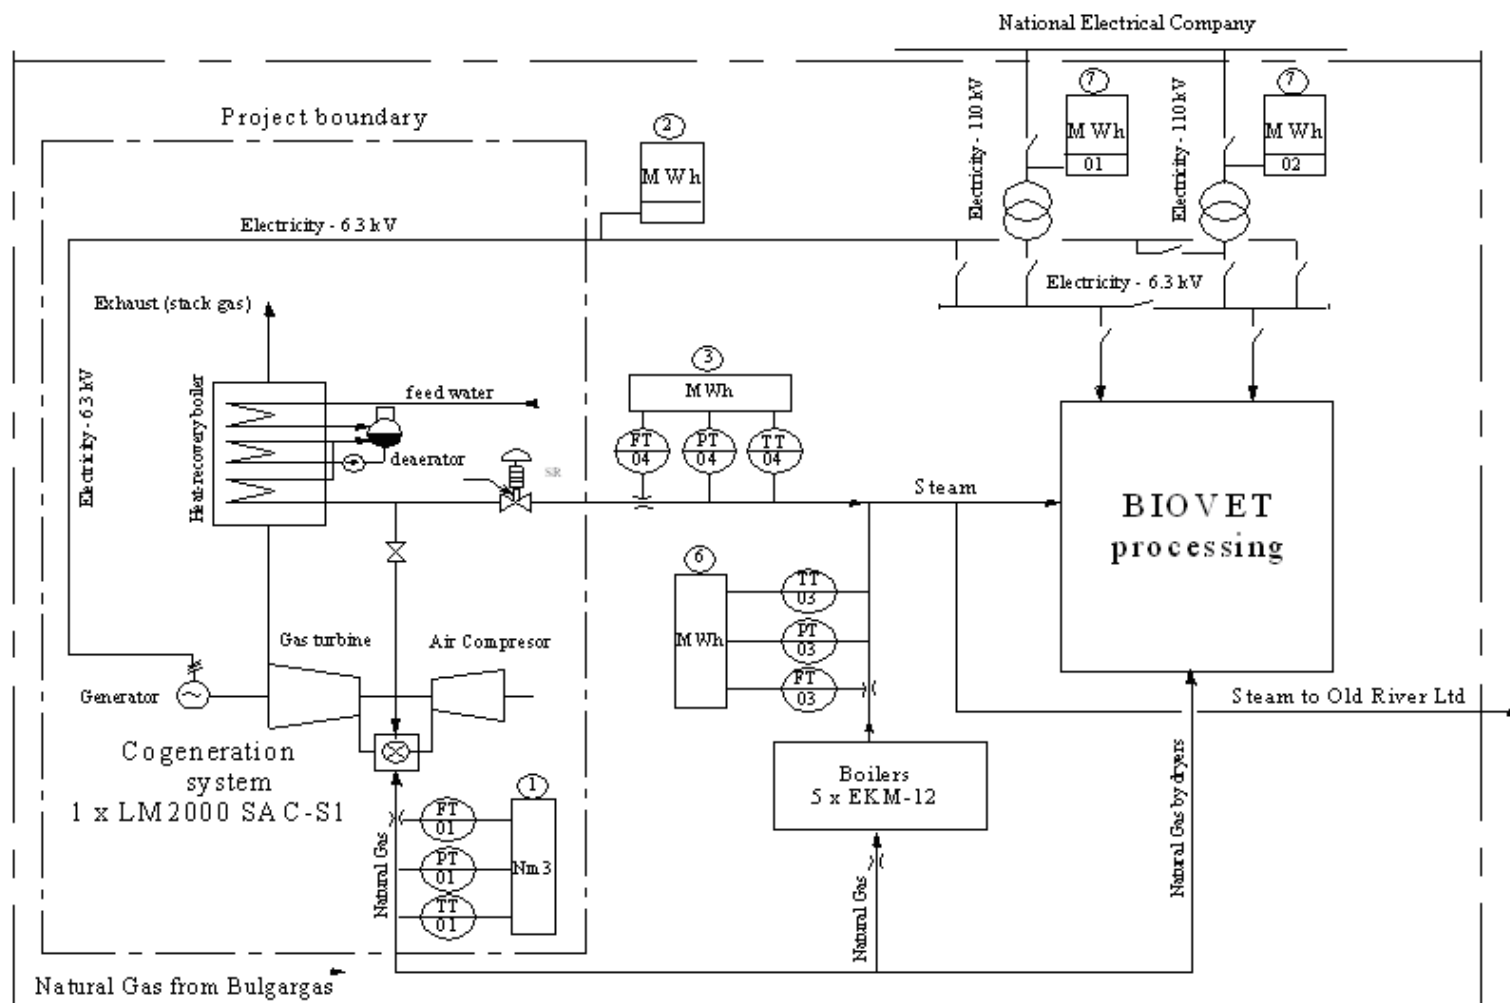 National Electrical Company
7
7
Electricity - 110 kV
MWh
01
Electricity - 110 kV
MWh
02
Project boundary
2
MWh
Electricity - 6.3 kV
Electricity - 6.3 kV
Exhaust (stack gas)
Electricity - 6.3 kV
Heat-recovery boiler
feed water
deaerator
SR
3
MWh
FT
04
PT
04
TT
04
Steam
BIOVET
processing
6
MWh
TT
03
PT
03
FT
03
Gas turbine
Air Compresor
Generator
Steam to Old River Ltd
Cogeneration
system
1 x LM2000 SAC-S1
Boilers
5 x EKM-12
1
Nm3
FT
01
PT
01
TT
01
Natural Gas
Natural Gas
Natural Gas by dryers
Natural Gas from Bulgargas